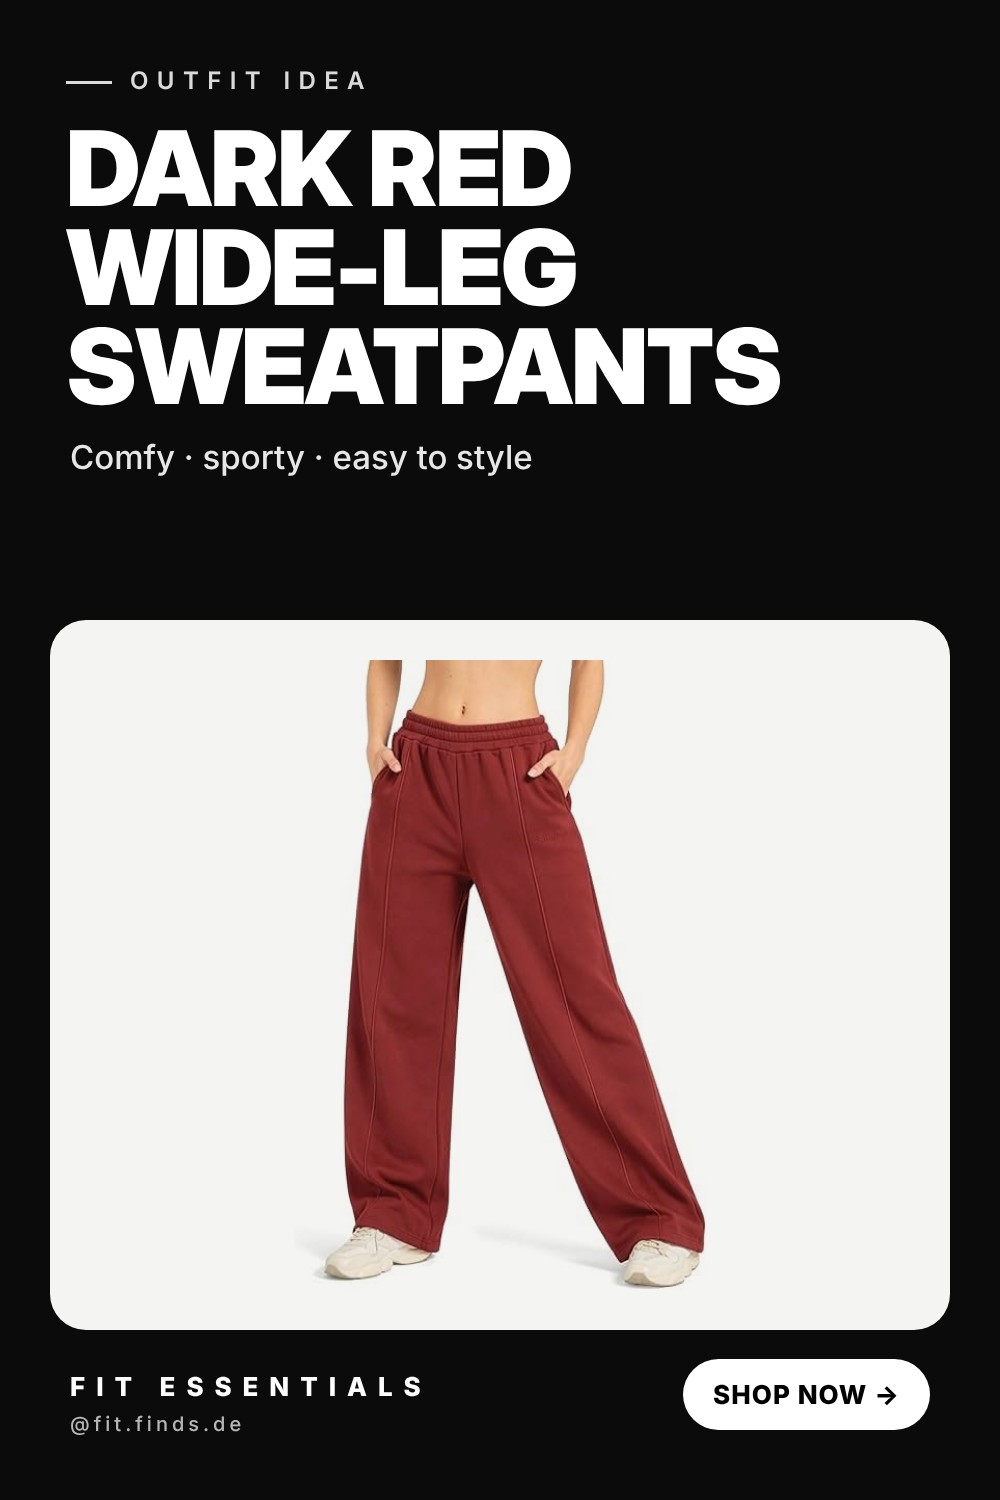 OUTFIT IDEA
DARK RED
WIDE-LEG
SWEATPANTS
Comfy · sporty · easy to style
FIT ESSENTIALS
@fit.finds.de
SHOP NOW →